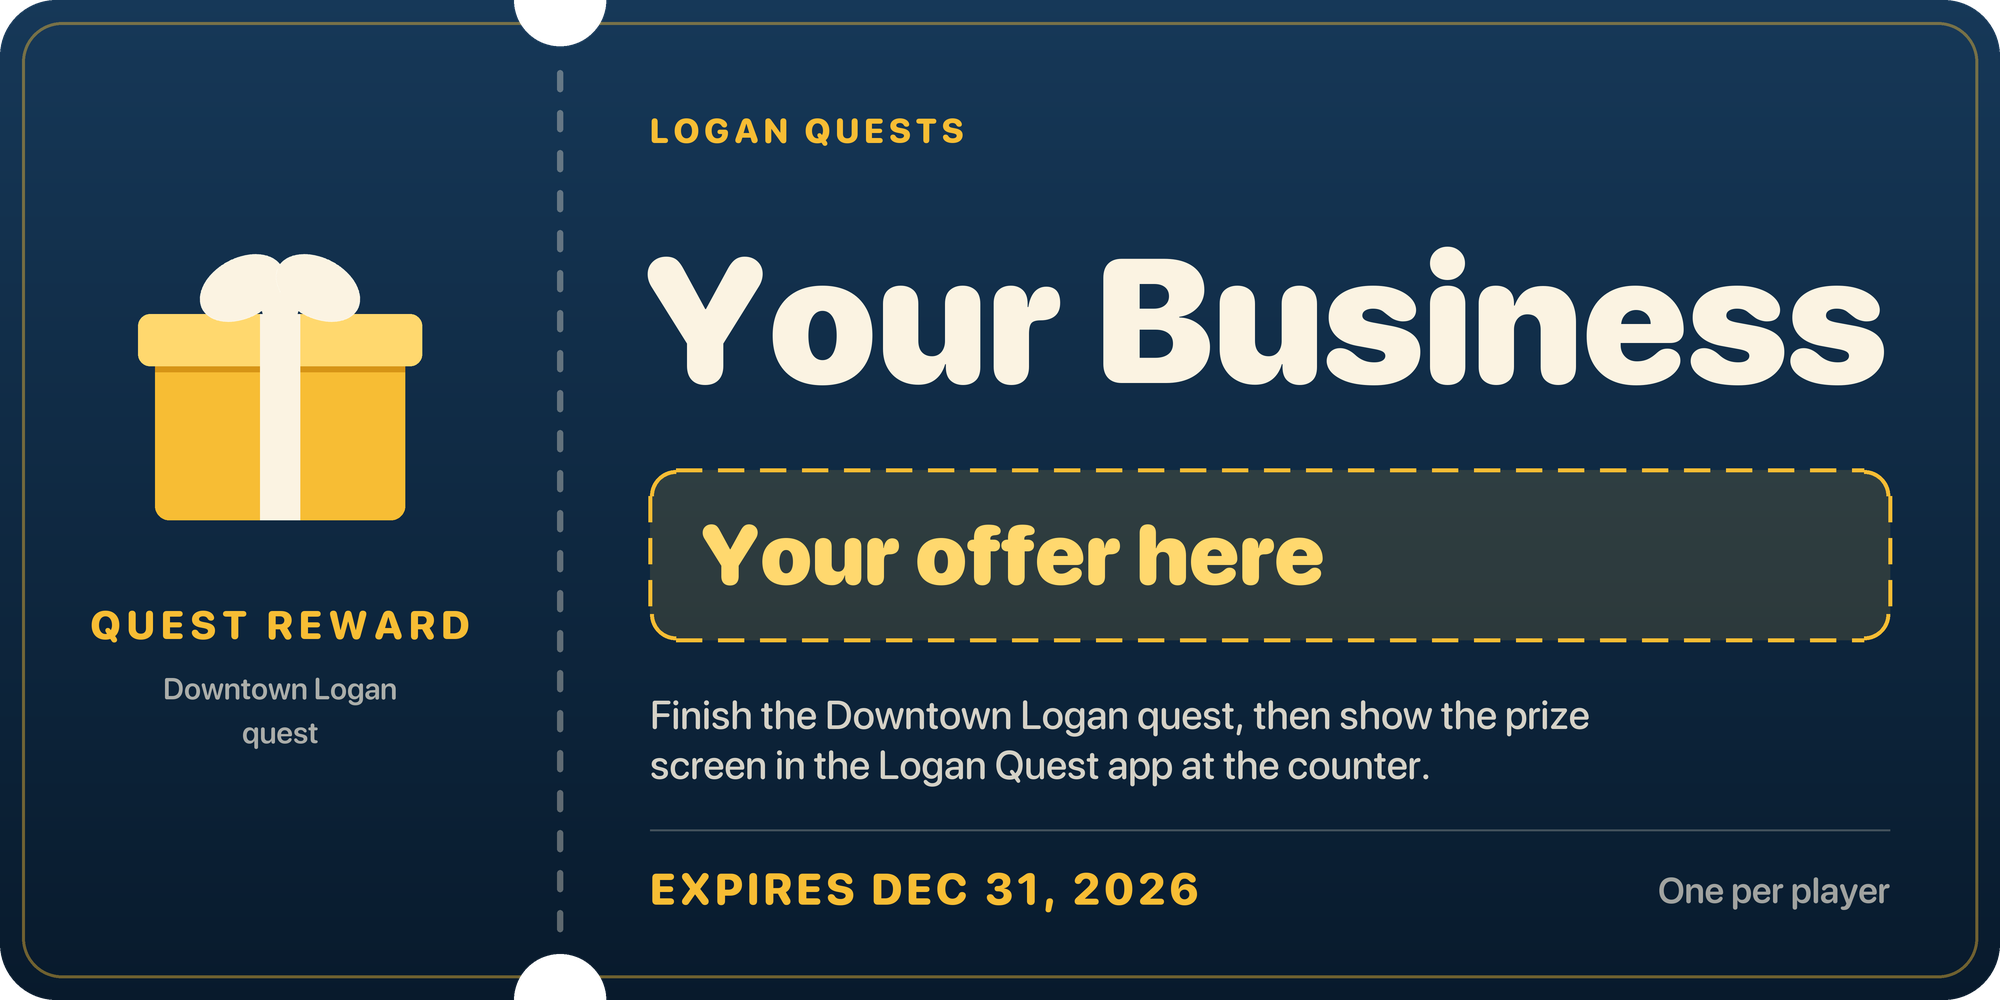 QUEST REWARD
Downtown Logan
quest
LOGAN QUESTS
Your Business
Your offer here
Finish the Downtown Logan quest, then show the prize
screen in the Logan Quest app at the counter.
EXPIRES DEC 31, 2026
One per player